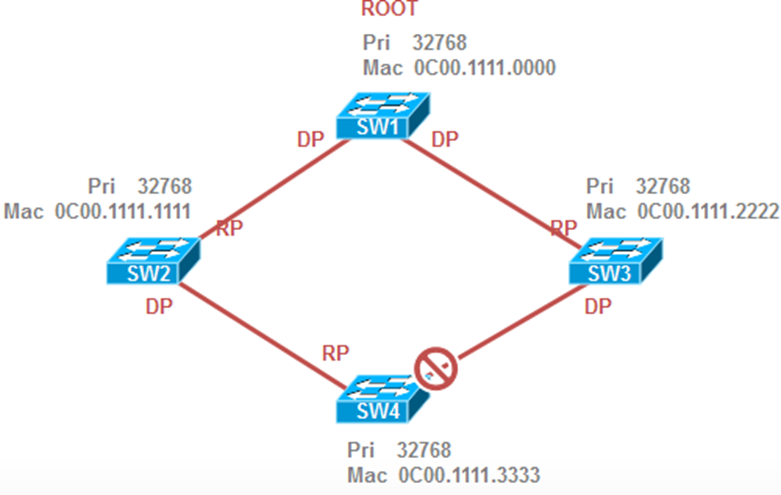 ROOT
Pri 32768
Mac 0C00.1111.0000
SW1
DP
DP
Pri 32768
Mac 0C00.1111.1111
Pri 32768
Mac 0C00.1111.2222
RP
RP
SW2
SW3
DP
DP
RP
SW4
Pri 32768
Mac 0C00.1111.3333